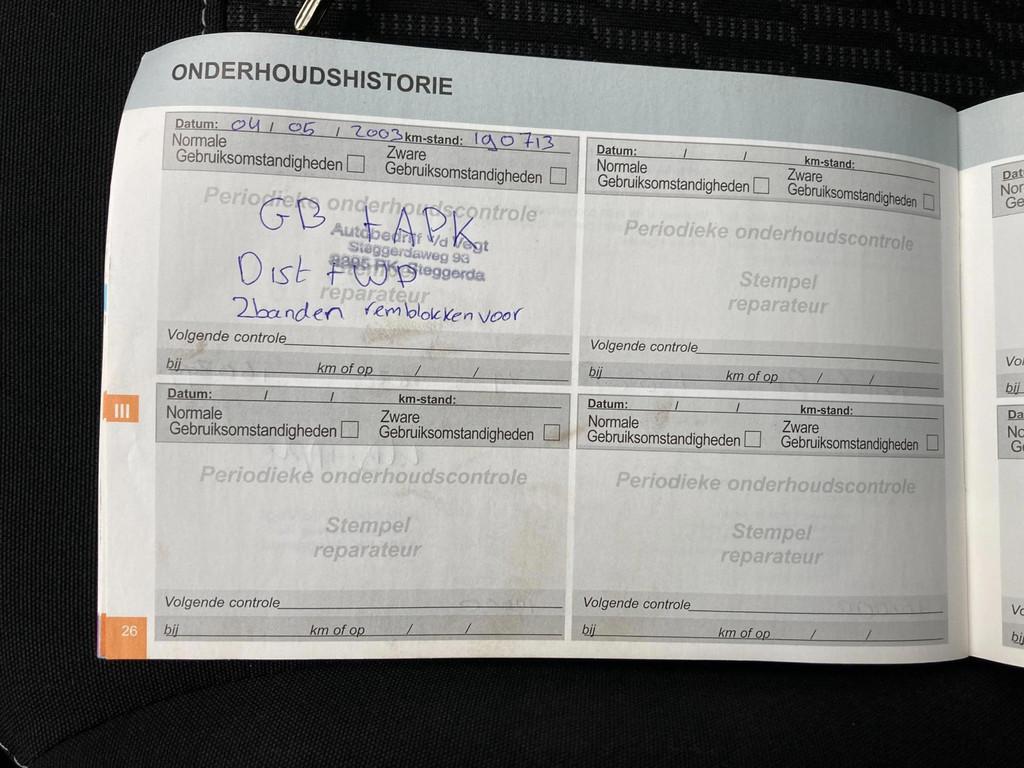 ONDERHOUDSHISTORIE
Datum: 04 / 05 / 2003 km-stand: 190713
Normale Gebruiksomstandigheden
Zware Gebruiksomstandigheden
Periodieke onderhoudscontrole
GB + APK
Autobedrijf v/d Vegt
Steggerdaweg 93
Steggerda
Dist + WP
reparateur
2banden remblokken voor
Volgende controle
bij km of op / /
Datum: / / km-stand:
Normale Gebruiksomstandigheden
Zware Gebruiksomstandigheden
Periodieke onderhoudscontrole
Stempel
reparateur
Volgende controle
bij km of op / /
III
Datum: / / km-stand:
Normale Gebruiksomstandigheden
Zware Gebruiksomstandigheden
Periodieke onderhoudscontrole
Stempel
reparateur
Volgende controle
bij km of op / /
Datum: / / km-stand:
Normale Gebruiksomstandigheden
Zware Gebruiksomstandigheden
Periodieke onderhoudscontrole
Stempel
reparateur
Volgende controle
bij km of op / /
26